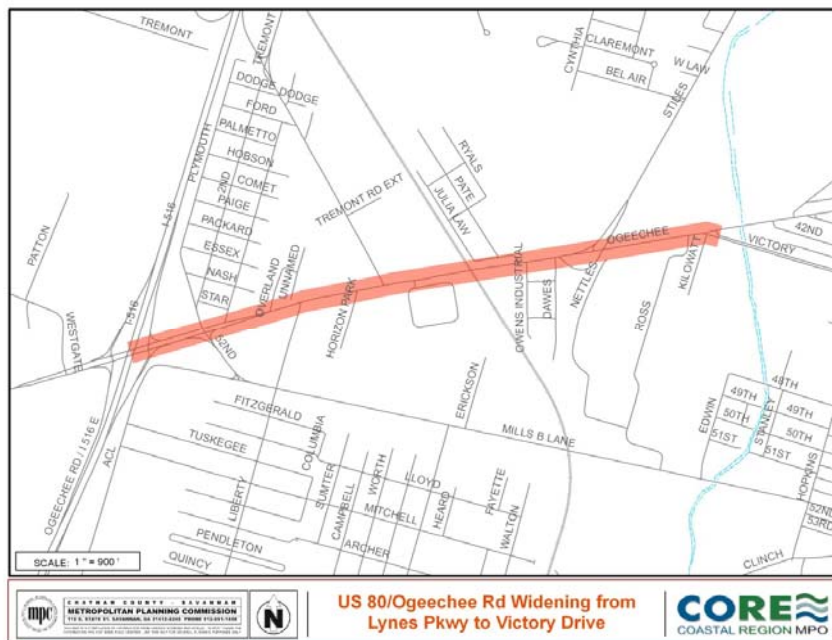 TREMONT
TREMONT
CYNTHIA
CLAREMONT
BEL AIR
W LAW
STILES
DODGE DODGE
FORD
PALMETTO
HOBSON
COMET
PAIGE
PACKARD
ESSEX
NASH
STAR
PLYMOUTH
2ND
I-516
I-516
PATTON
WESTGATE
OVERLAND
UNNAMED
52ND
HORIZON PARK
TREMONT RD EXT
RYALS
PATE
JULIA LAW
OWENS INDUSTRIAL
DAWES
NETTLES
OGEECHEE
ROSS
KILOWATT
42ND
VICTORY
OGEECHEE RD / I 516 E
ACL
FITZGERALD
TUSKEGEE
LIBERTY
COLUMBIA
SUMTER
CAMPBELL
WORTH
LLOYD
MITCHELL
HEARD
ARCHER
PENDLETON
QUINCY
ERICKSON
MILLS B LANE
PAYETTE
WALTON
EDWIN
49TH
50TH
51ST
STANLEY
48TH
49TH
50TH
51ST
HOPKINS
52ND
53RD
CLINCH
SCALE: 1 " = 900 '
mpc
CHATHAM COUNTY - SAVANNAH
METROPOLITAN PLANNING COMMISSION
N
US 80/Ogeechee Rd Widening from
Lynes Pkwy to Victory Drive
CORE
COASTAL REGION MPO